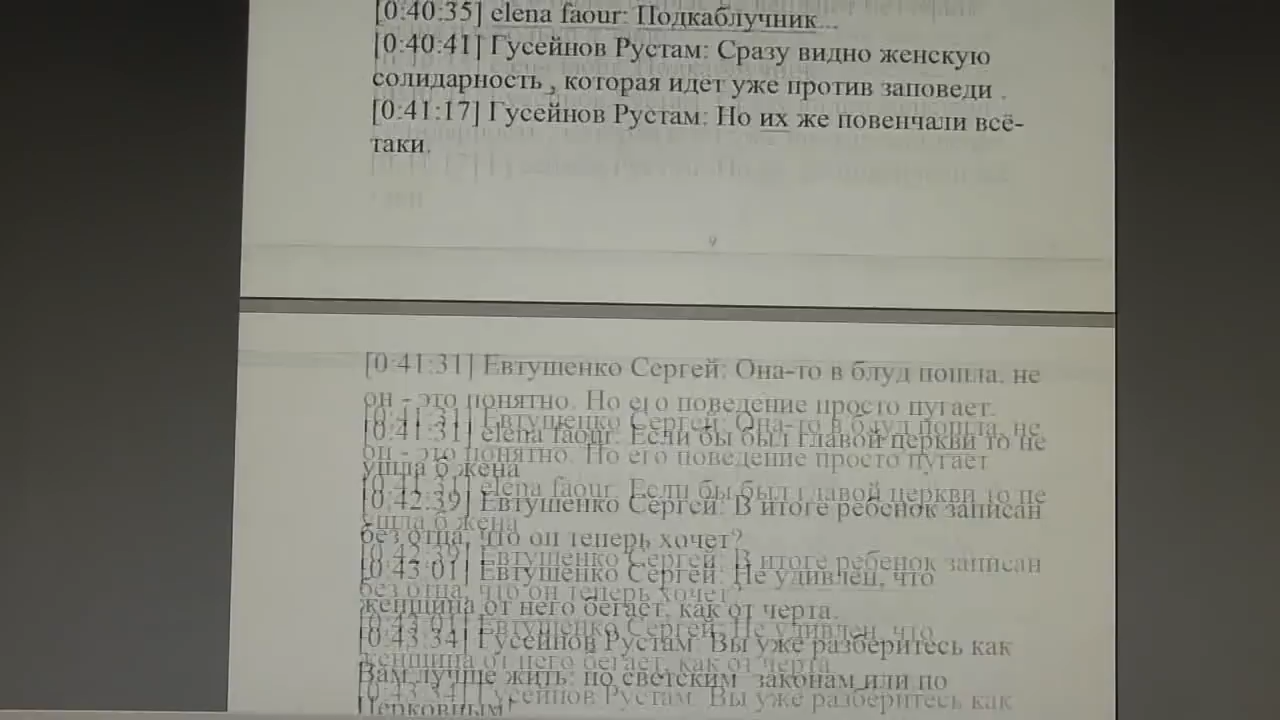 [0:40:35] elena faour: Подкаблучник...
[0:40:41] Гусейнов Рустам: Сразу видно женскую
солидарность , которая идет уже против заповеди .
[0:41:17] Гусейнов Рустам: Но их же повенчали всё-
таки.
9
[0:41:31] Евтушенко Сергей: Она-то в блуд пошла, не
он - это понятно. Но его поведение просто пугает.
[0:41:31] elena faour: Если бы был главой церкви то не
ушла б жена
[0:42:39] Евтушенко Сергей: В итоге ребенок записан
без отца, что он теперь хочет?
[0:43:01] Евтушенко Сергей: Не удивлен, что
женщина от него бегает, как от черта.
[0:43:34] Гусейнов Рустам: Вы уже разберитесь как
Вам лучше жить: по светским законам или по
Церковным!